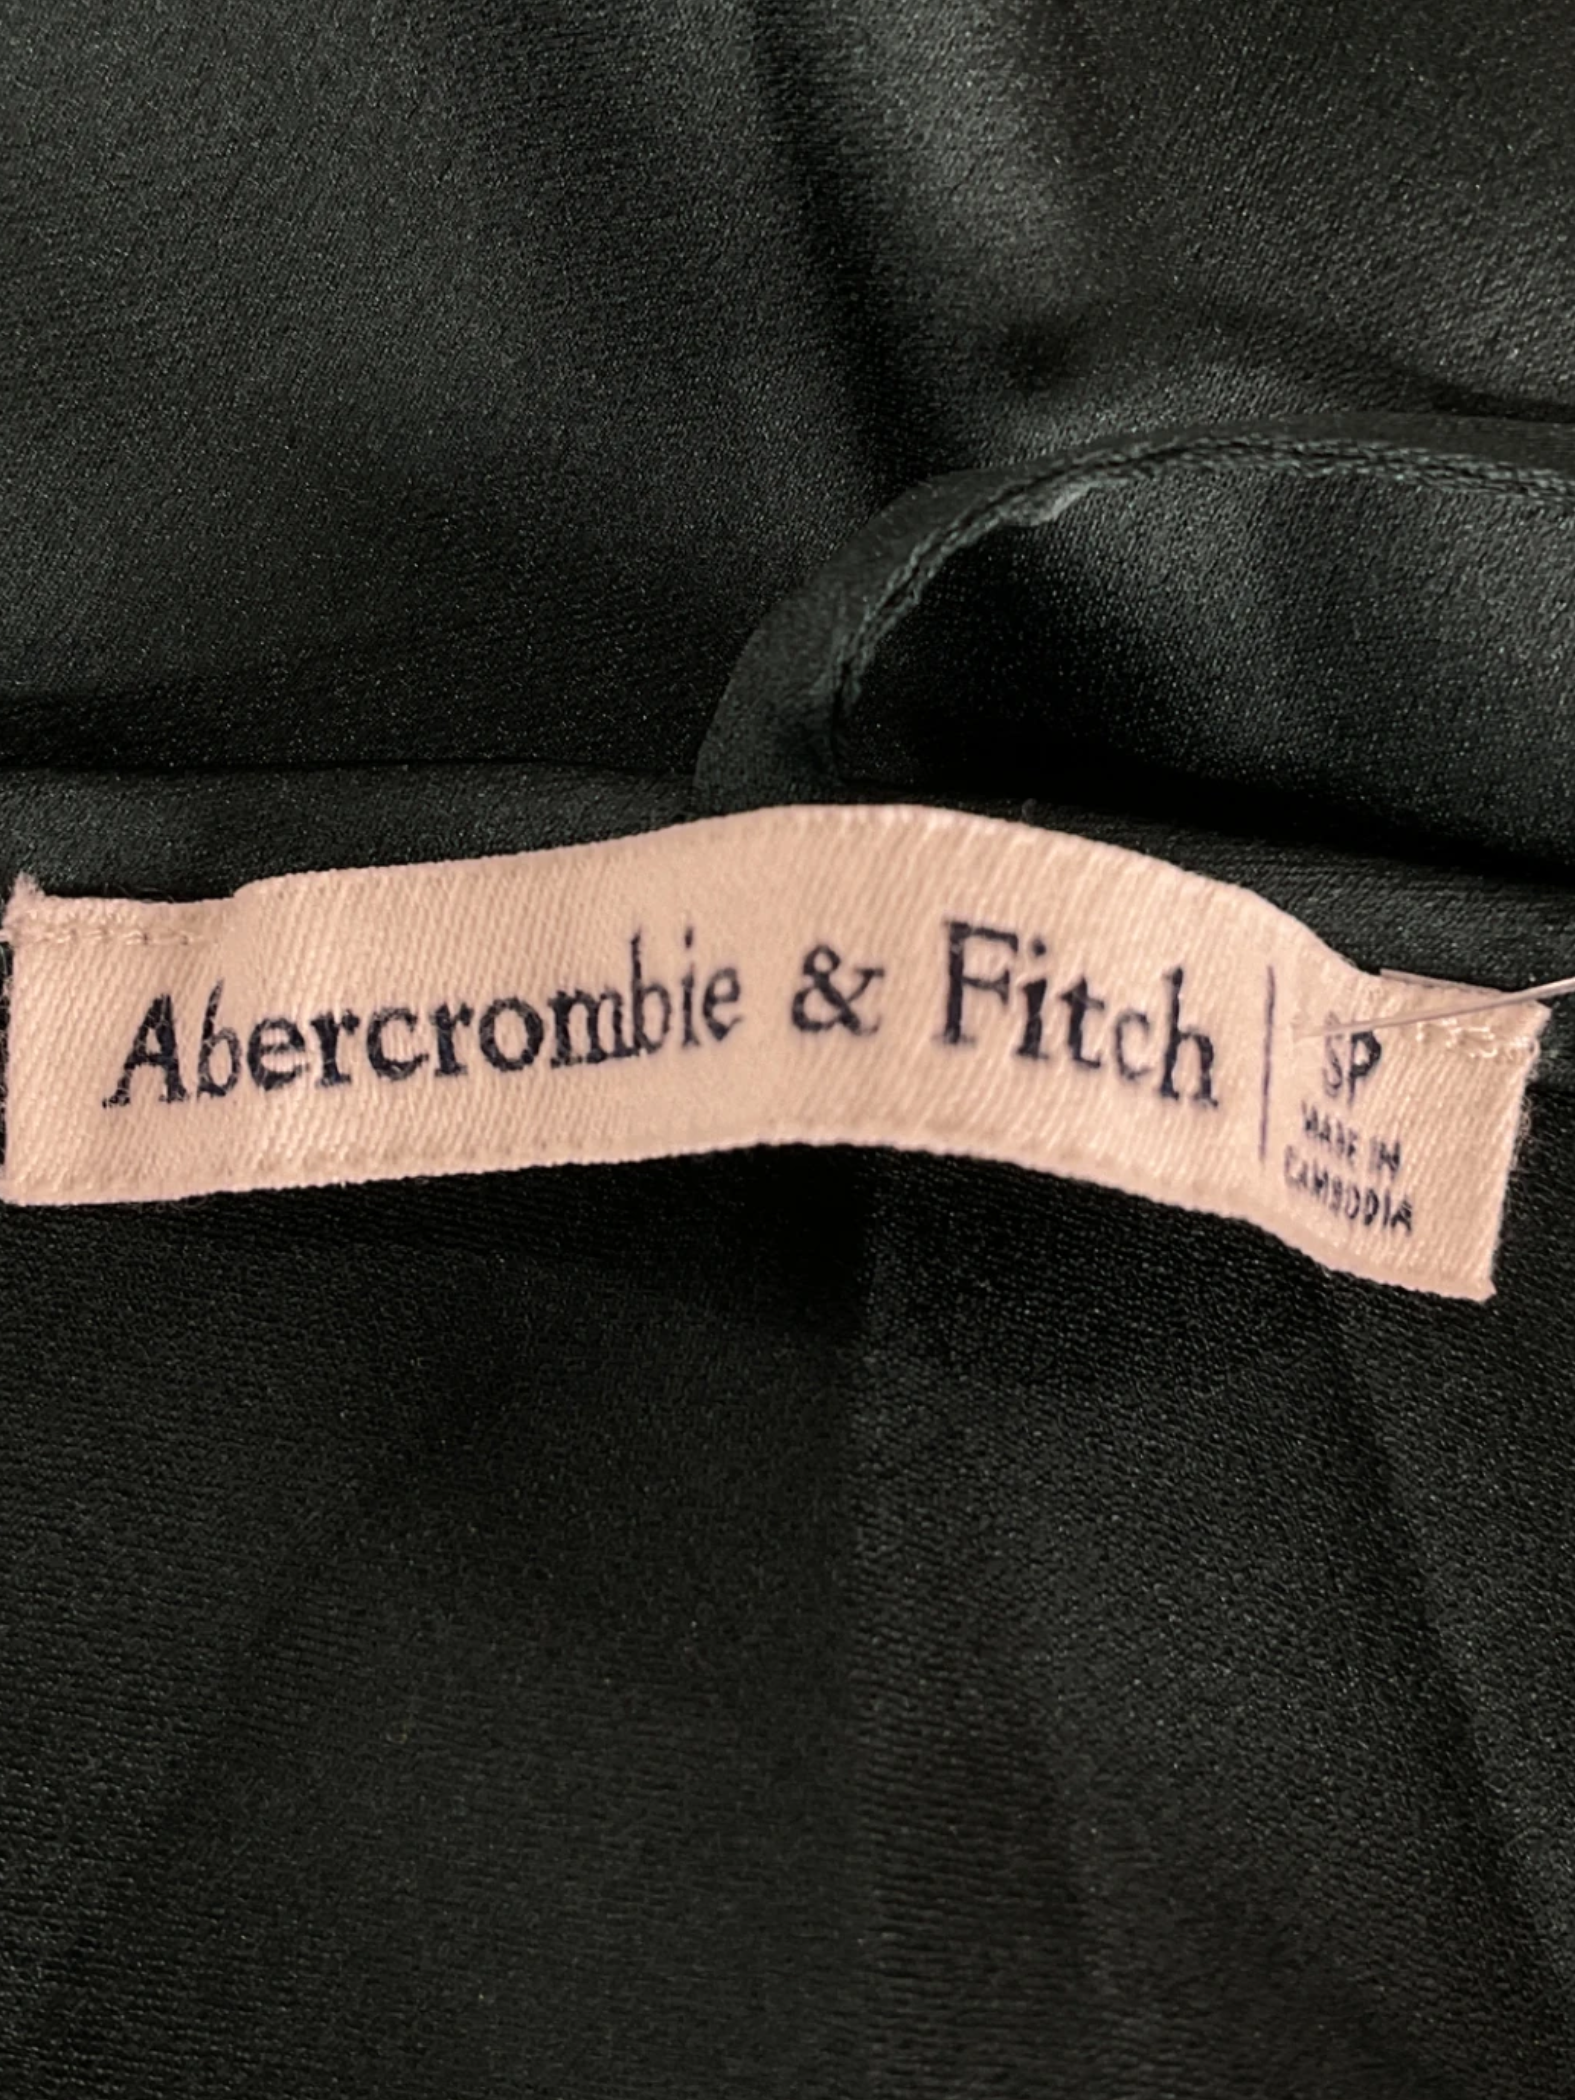 Abercrombie & Fitch
SP
MADE IN
CAMBODIA